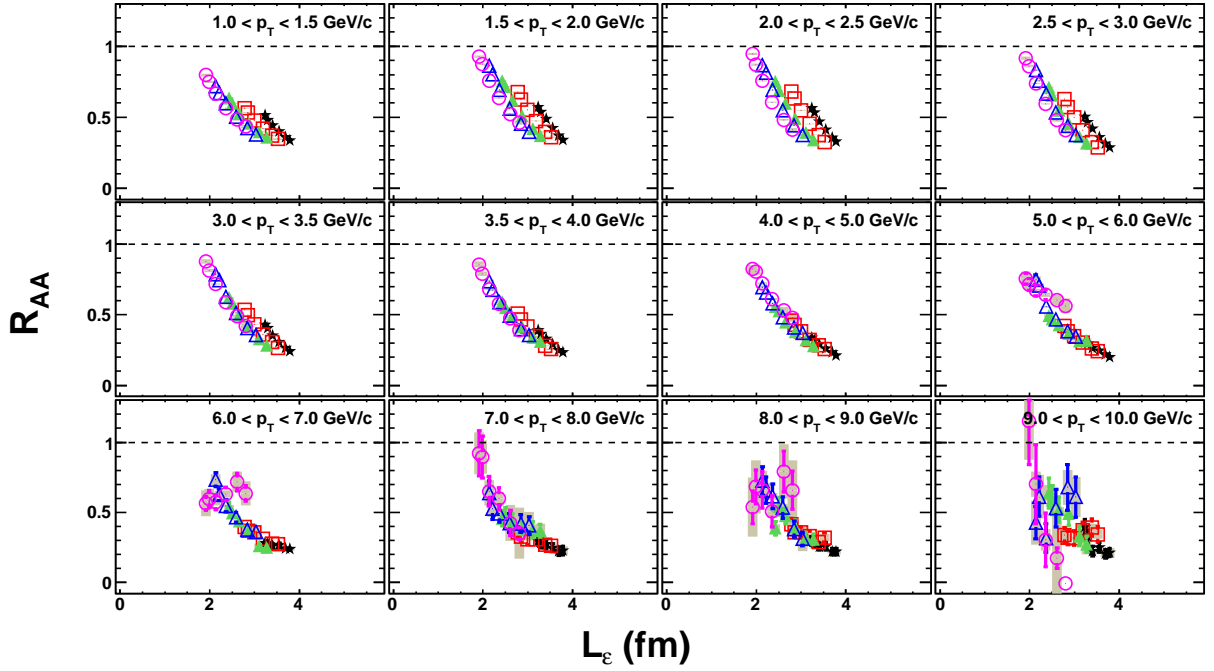 1.0 < p_T < 1.5 GeV/c
1.5 < p_T < 2.0 GeV/c
2.0 < p_T < 2.5 GeV/c
2.5 < p_T < 3.0 GeV/c
1
0.5
0
3.0 < p_T < 3.5 GeV/c
3.5 < p_T < 4.0 GeV/c
4.0 < p_T < 5.0 GeV/c
5.0 < p_T < 6.0 GeV/c
1
0.5
0
R_AA
6.0 < p_T < 7.0 GeV/c
7.0 < p_T < 8.0 GeV/c
8.0 < p_T < 9.0 GeV/c
9.0 < p_T < 10.0 GeV/c
1
0.5
0
0 2 4 0 2 4 0 2 4 0 2 4
L_ε (fm)